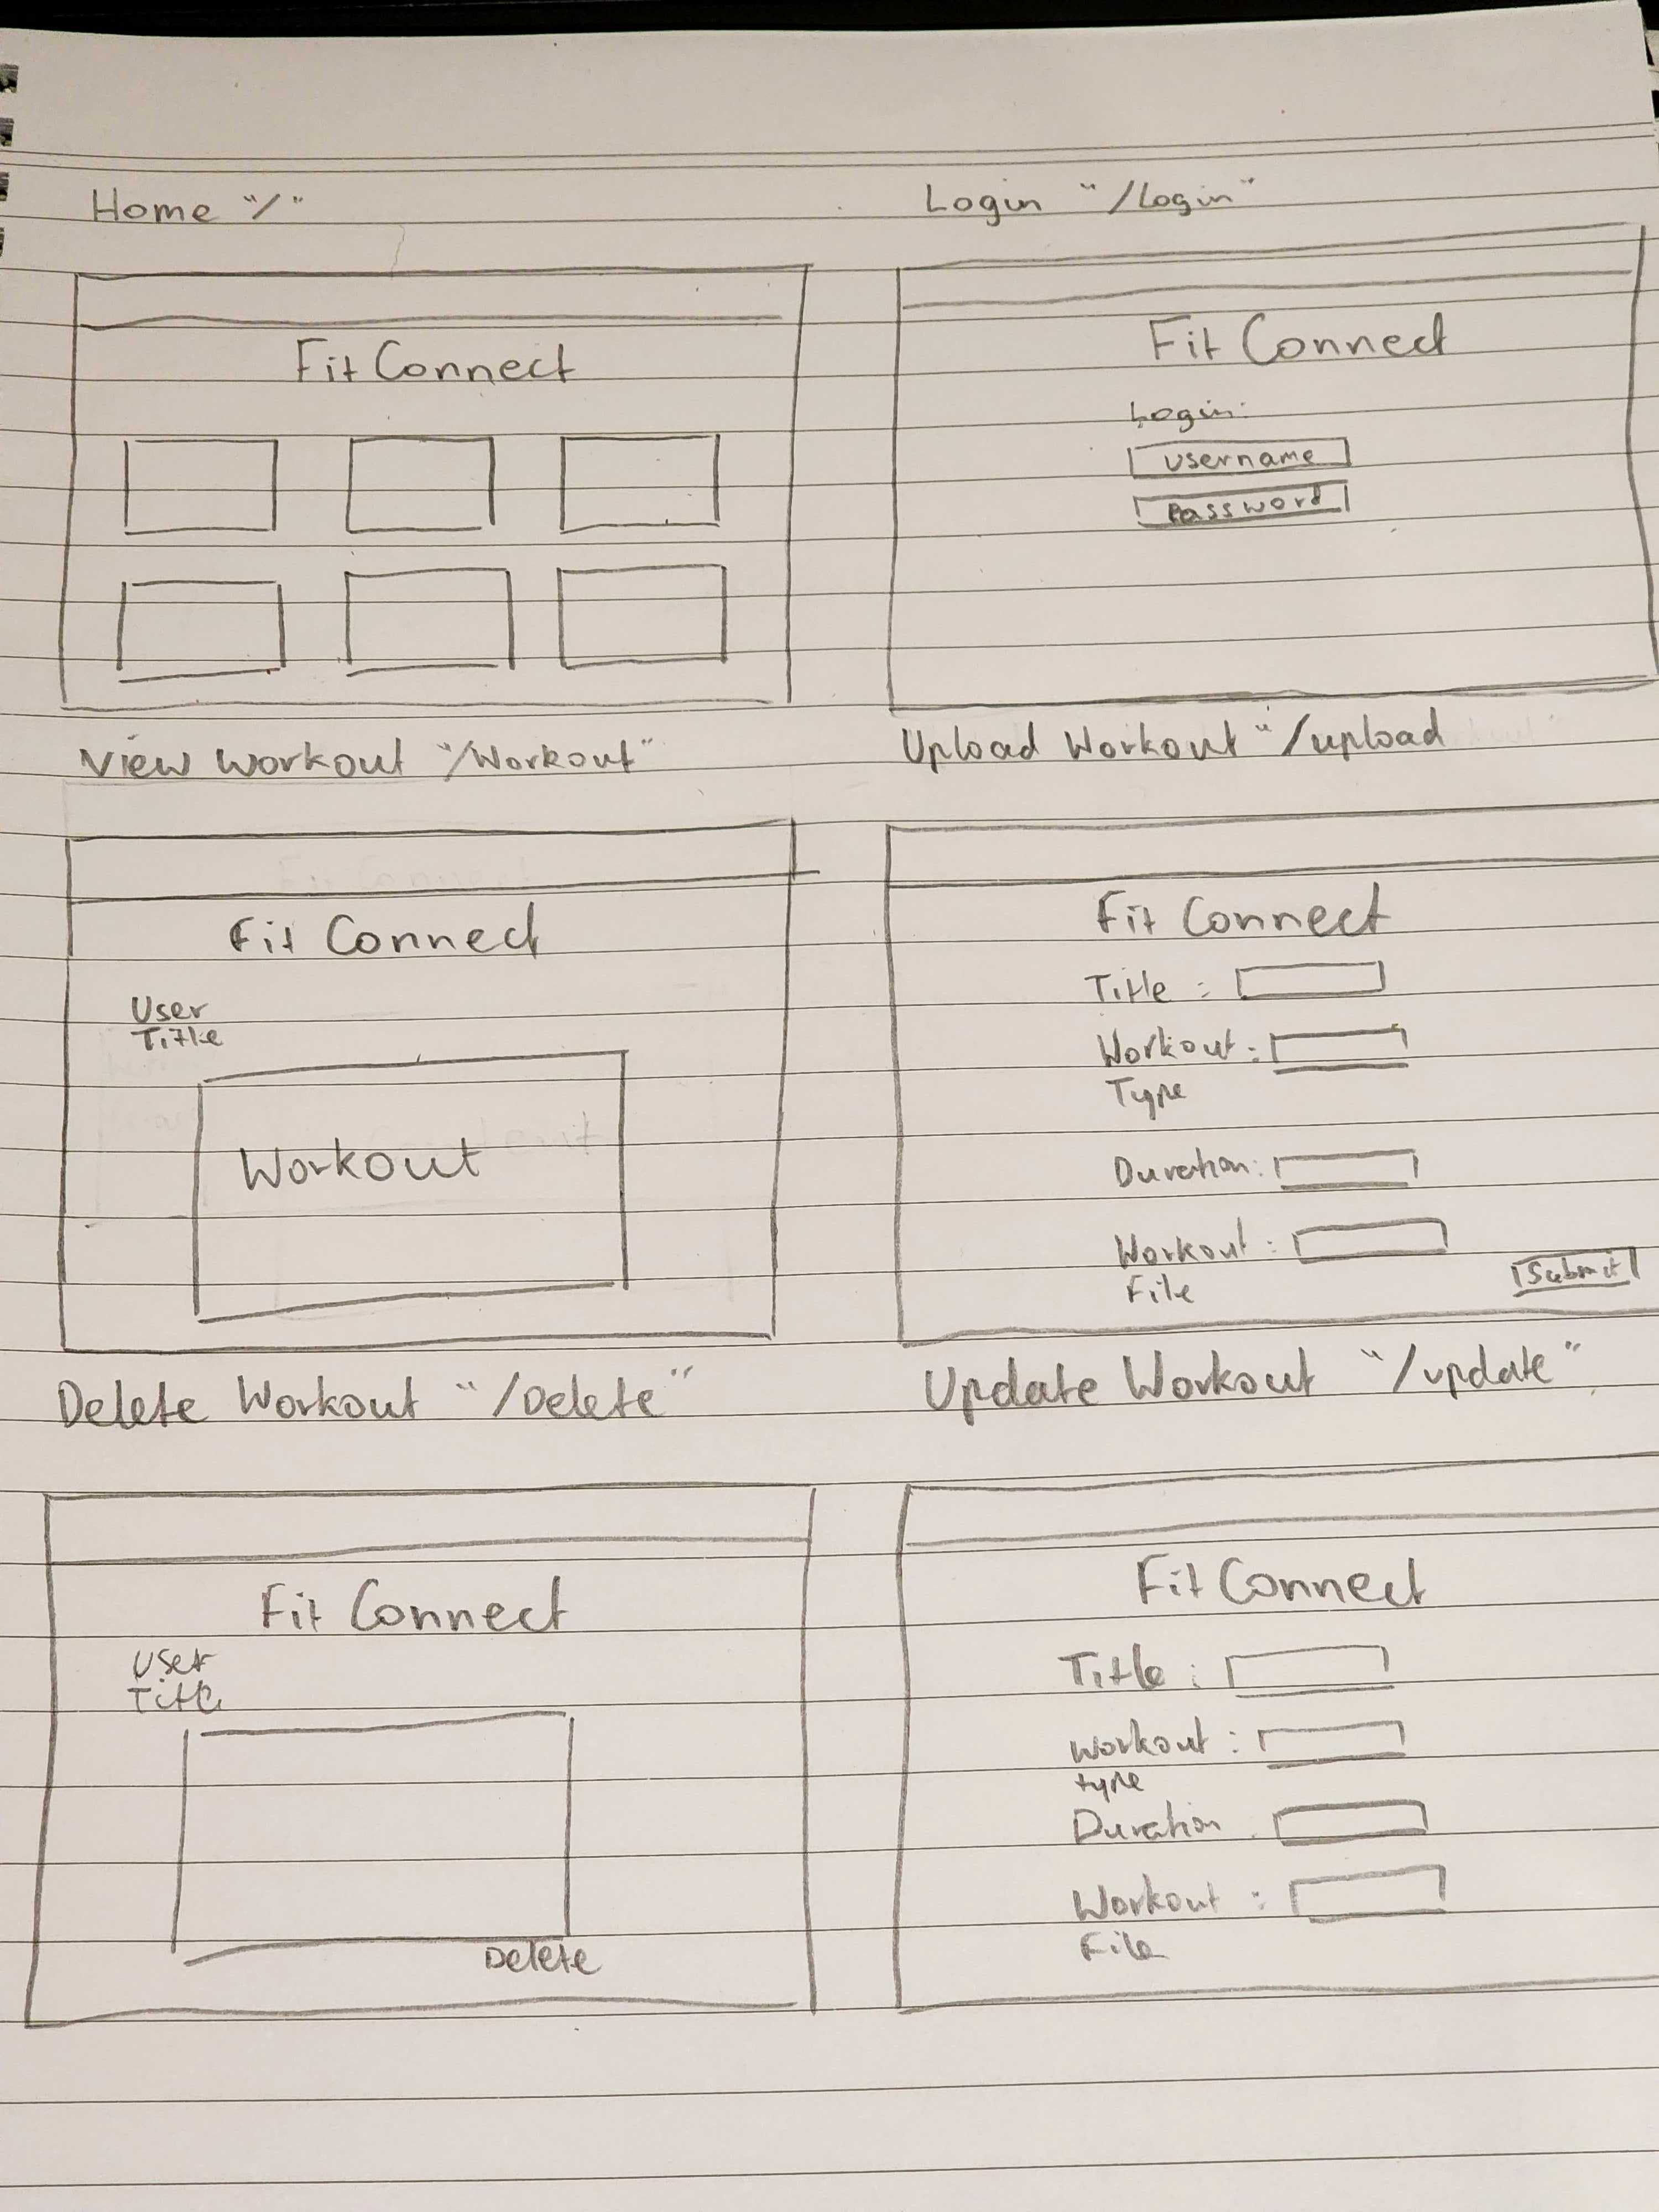 Home "/"
Fit Connect
Login "/Login"
Fit Connect
Login:
username
Password
View Workout "/Workout"
Fit Connect
User
Title
Workout
Upload Workout "/upload
Fit Connect
Title :
Workout :
Type
Duration:
Workout :
File
Submit
Delete Workout "/Delete"
Fit Connect
User
Title
Delete
Update Workout "/update"
Fit Connect
Title :
Workout :
type
Duration
Workout :
File